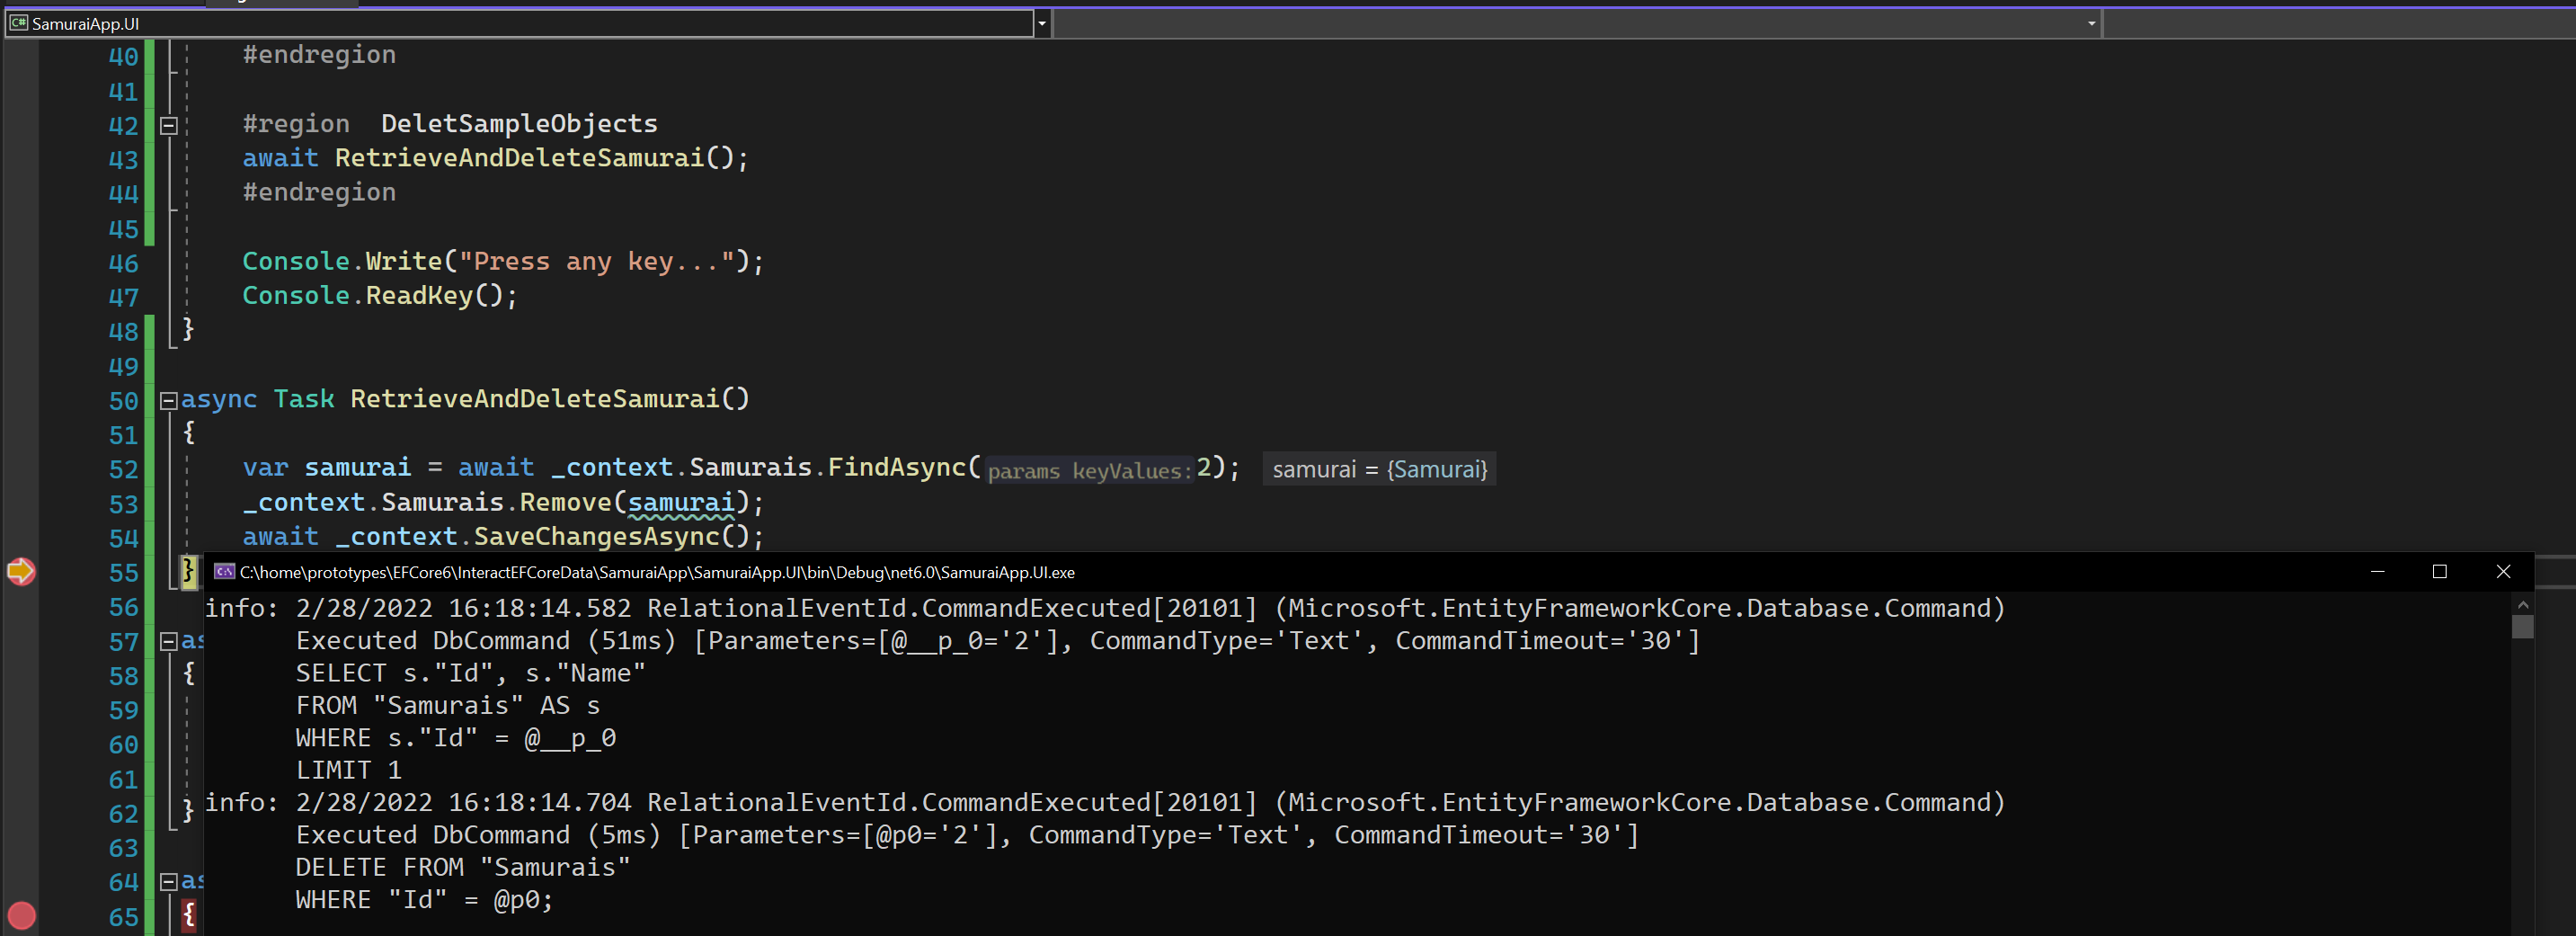 C# SamuraiApp.UI
40 #endregion
41
42 #region  DeletSampleObjects
43 await RetrieveAndDeleteSamurai();
44 #endregion
45
46 Console.Write("Press any key...");
47 Console.ReadKey();
48 }
49
50 async Task RetrieveAndDeleteSamurai()
51 {
52 var samurai = await _context.Samurais.FindAsync(params keyValues:2); samurai = {Samurai}
53 _context.Samurais.Remove(samurai);
54 await _context.SaveChangesAsync();
55 }
C:\home\prototypes\EFCore6\InteractEFCoreData\SamuraiApp\SamuraiApp.UI\bin\Debug\net6.0\SamuraiApp.UI.exe
56 info: 2/28/2022 16:18:14.582 RelationalEventId.CommandExecuted[20101] (Microsoft.EntityFrameworkCore.Database.Command)
57 as Executed DbCommand (51ms) [Parameters=[@__p_0='2'], CommandType='Text', CommandTimeout='30']
58 { SELECT s."Id", s."Name"
59 FROM "Samurais" AS s
60 WHERE s."Id" = @__p_0
61 LIMIT 1
62 } info: 2/28/2022 16:18:14.704 RelationalEventId.CommandExecuted[20101] (Microsoft.EntityFrameworkCore.Database.Command)
63 Executed DbCommand (5ms) [Parameters=[@p0='2'], CommandType='Text', CommandTimeout='30']
64 as DELETE FROM "Samurais"
65 { WHERE "Id" = @p0;